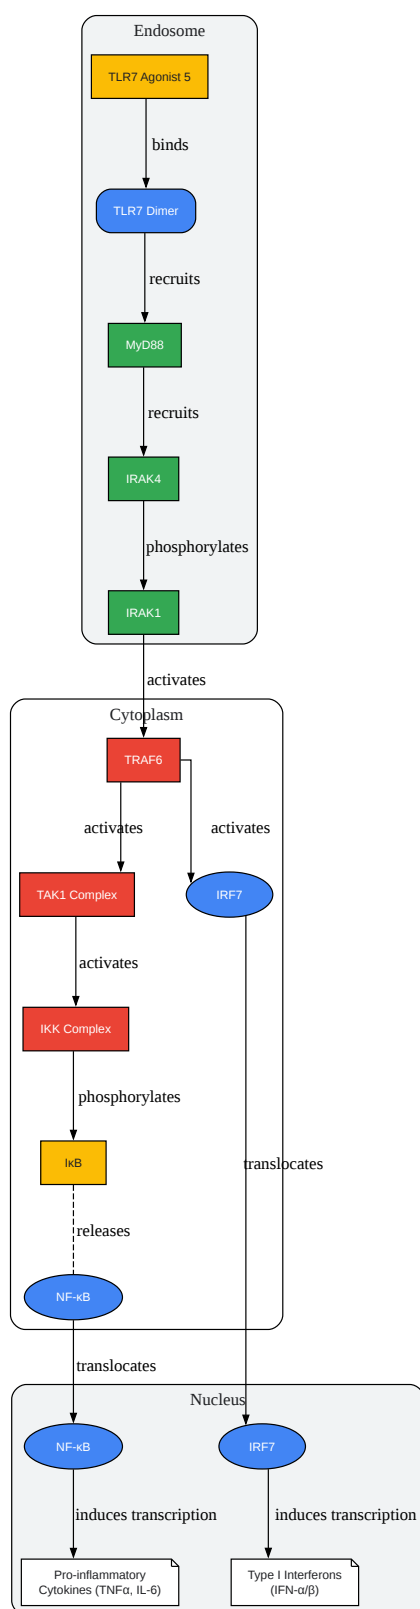 Endosome
TLR7 Agonist 5
binds
TLR7 Dimer
recruits
MyD88
recruits
IRAK4
phosphorylates
IRAK1
activates
Cytoplasm
TRAF6
activates
activates
TAK1 Complex
IRF7
activates
IKK Complex
phosphorylates
IκB
translocates
releases
NF-κB
translocates
Nucleus
NF-κB
IRF7
induces transcription
induces transcription
Pro-inflammatory
Cytokines (TNFα, IL-6)
Type I Interferons
(IFN-α/β)